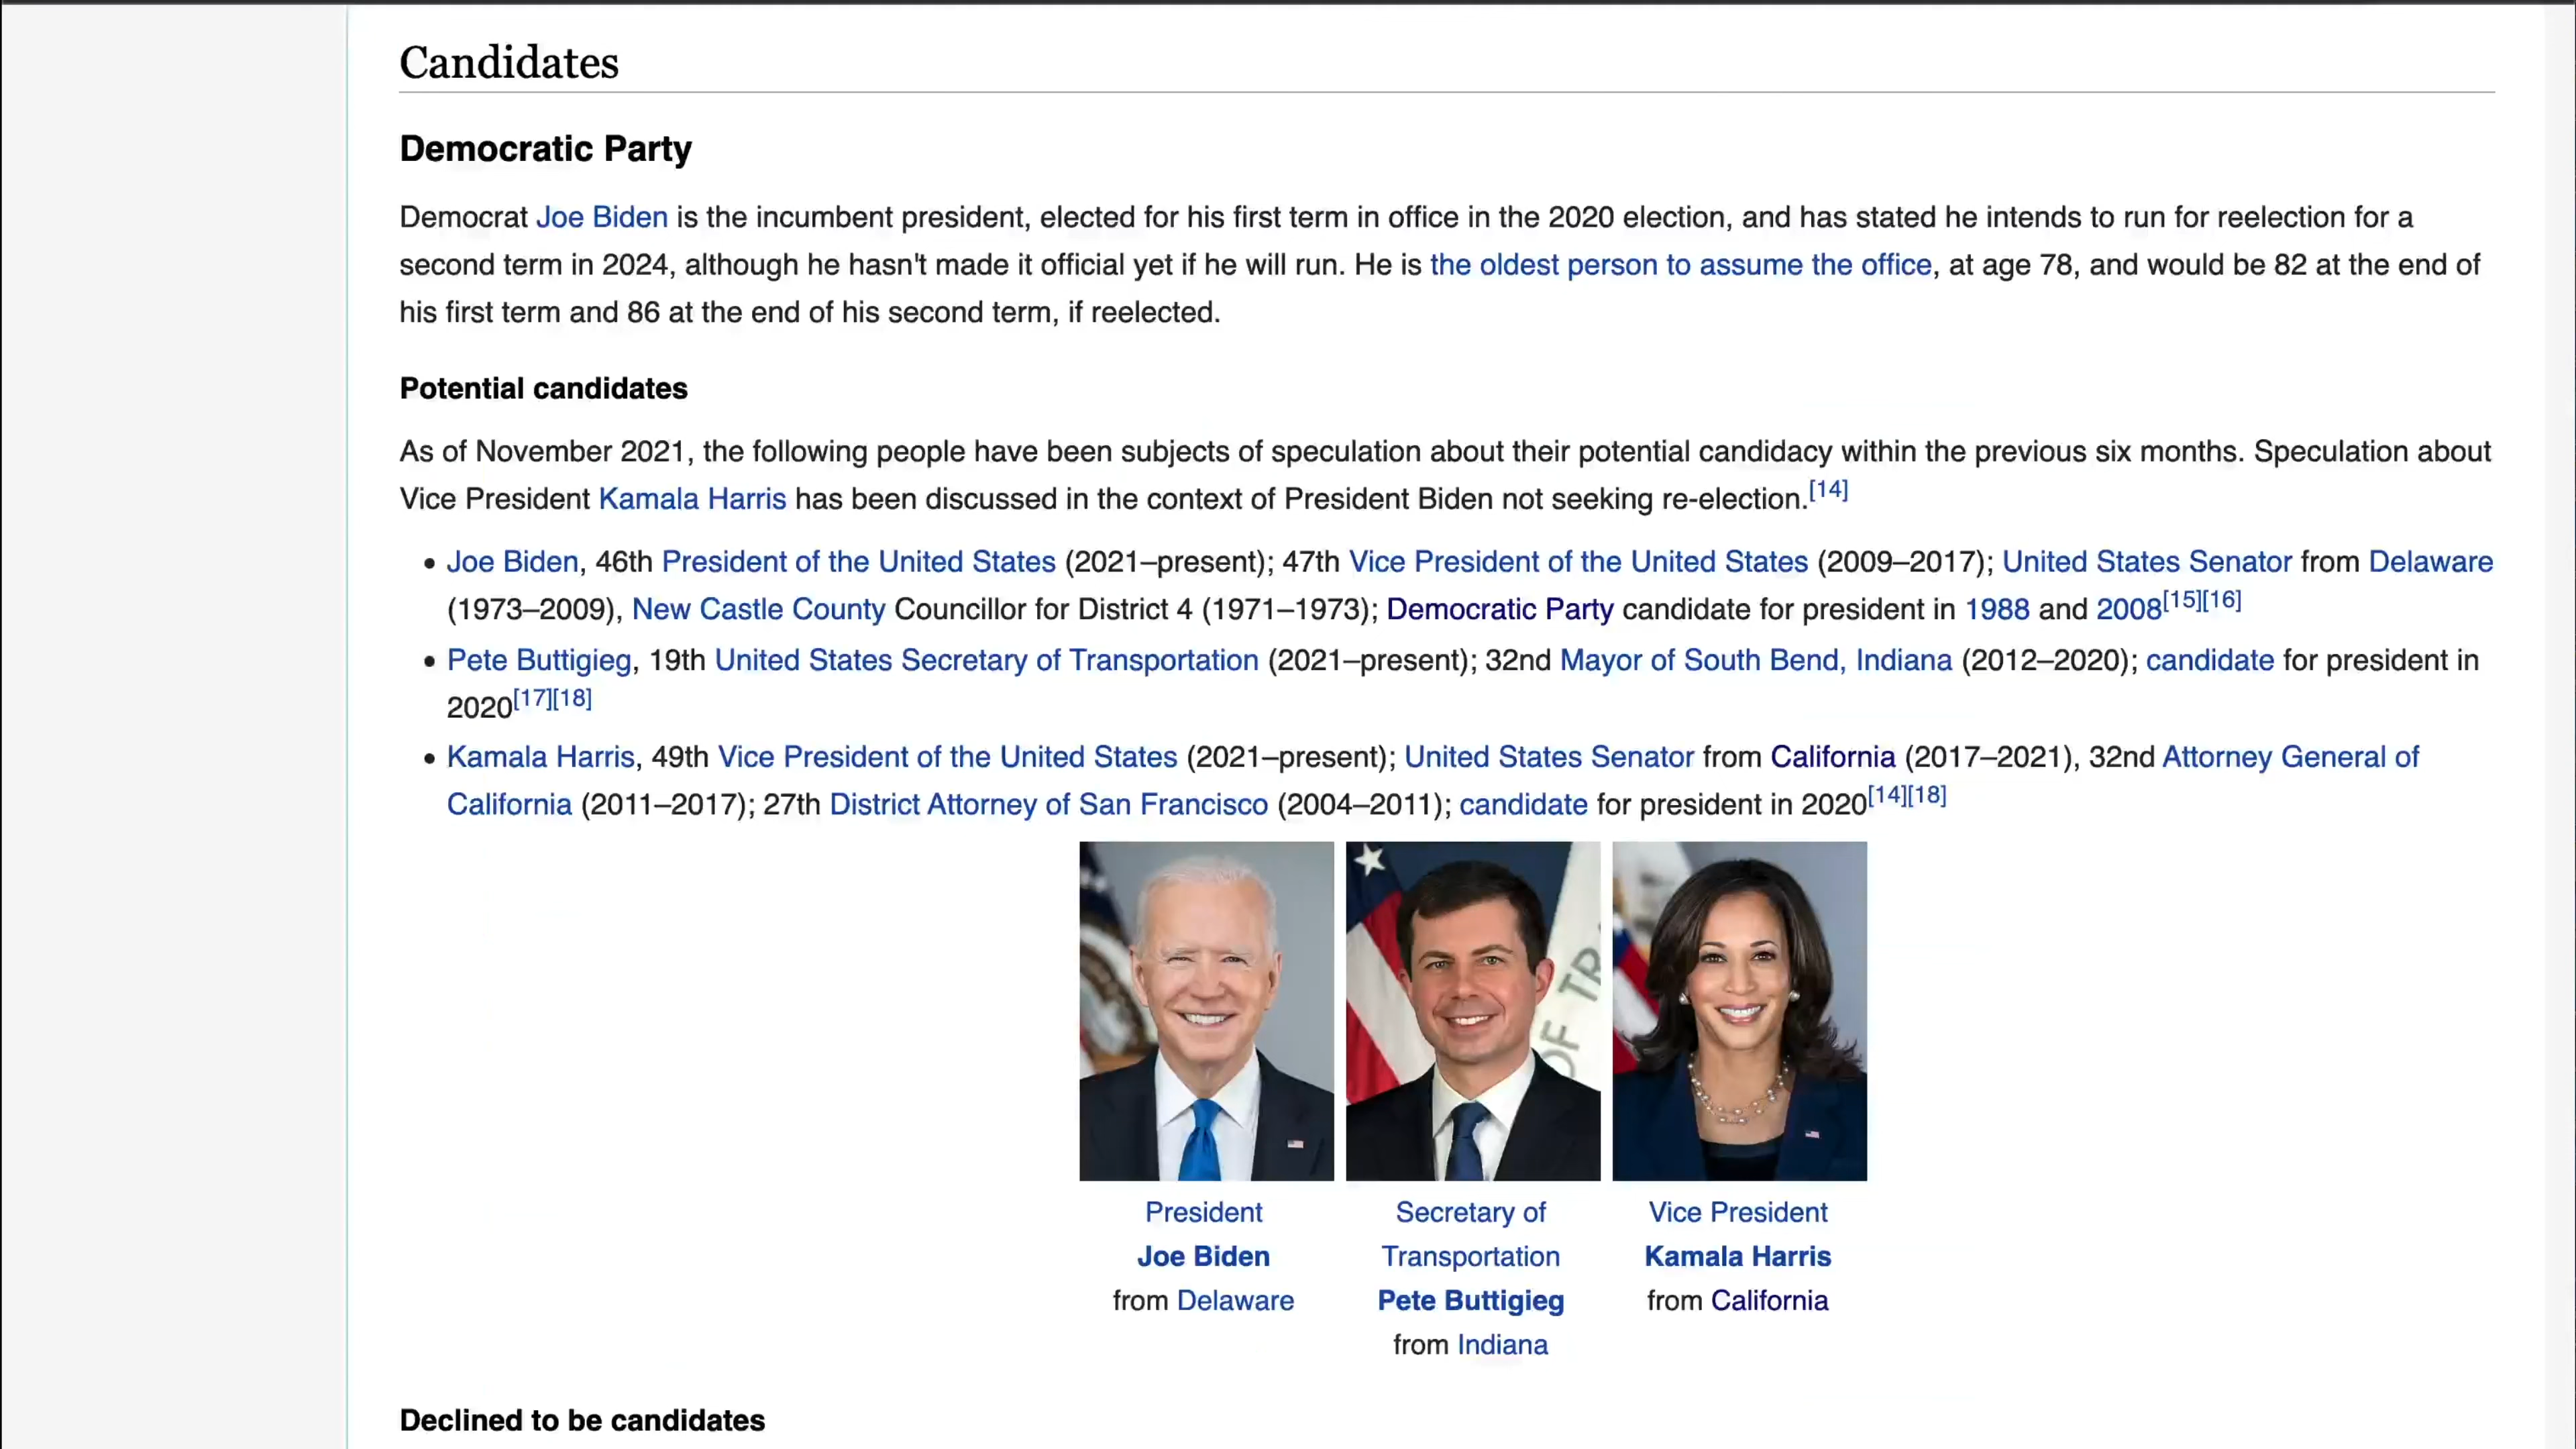 Candidates
Democratic Party
Democrat Joe Biden is the incumbent president, elected for his first term in office in the 2020 election, and has stated he intends to run for reelection for a
second term in 2024, although he hasn't made it official yet if he will run. He is the oldest person to assume the office, at age 78, and would be 82 at the end of
his first term and 86 at the end of his second term, if reelected.
Potential candidates
As of November 2021, the following people have been subjects of speculation about their potential candidacy within the previous six months. Speculation about
Vice President Kamala Harris has been discussed in the context of President Biden not seeking re-election.[14]
• Joe Biden, 46th President of the United States (2021–present); 47th Vice President of the United States (2009–2017); United States Senator from Delaware
(1973–2009), New Castle County Councillor for District 4 (1971–1973); Democratic Party candidate for president in 1988 and 2008[15][16]
• Pete Buttigieg, 19th United States Secretary of Transportation (2021–present); 32nd Mayor of South Bend, Indiana (2012–2020); candidate for president in
2020[17][18]
• Kamala Harris, 49th Vice President of the United States (2021–present); United States Senator from California (2017–2021), 32nd Attorney General of
California (2011–2017); 27th District Attorney of San Francisco (2004–2011); candidate for president in 2020[14][18]
OF TR
President
Joe Biden
from Delaware
Secretary of
Transportation
Pete Buttigieg
from Indiana
Vice President
Kamala Harris
from California
Declined to be candidates